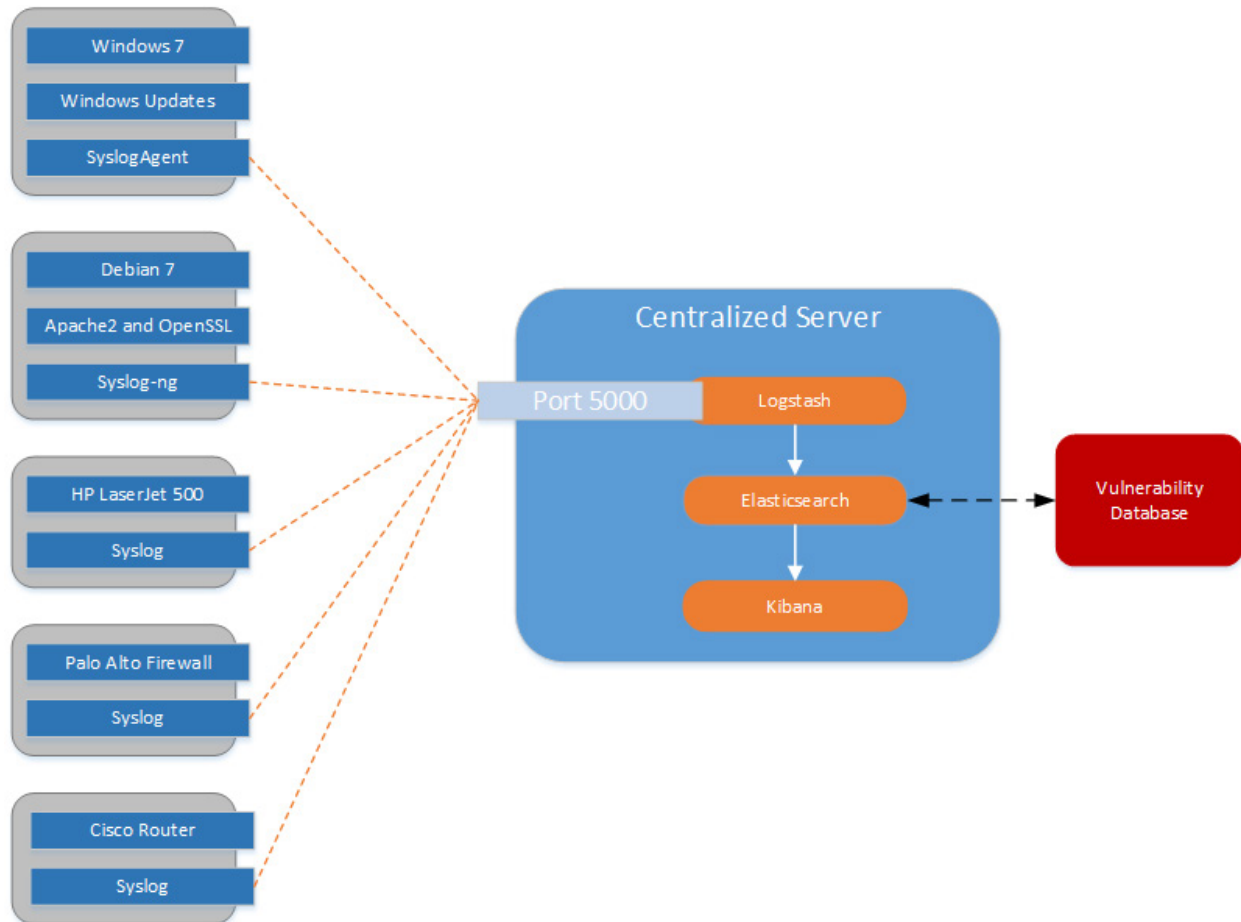 Windows 7
Windows Updates
SyslogAgent
Debian 7
Apache2 and OpenSSL
Syslog-ng
HP LaserJet 500
Syslog
Palo Alto Firewall
Syslog
Cisco Router
Syslog
Centralized Server
Port 5000
Logstash
Elasticsearch
Kibana
Vulnerability
Database